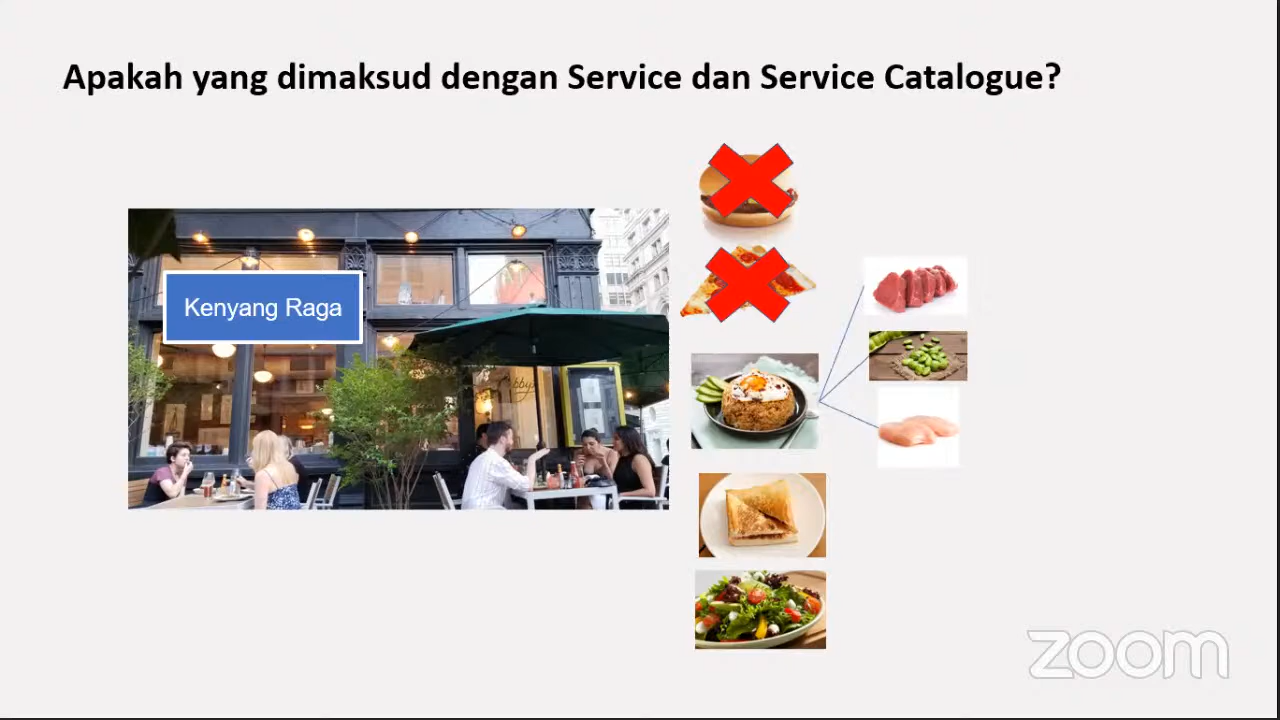 Apakah yang dimaksud dengan Service dan Service Catalogue?
Kenyang Raga
zoom